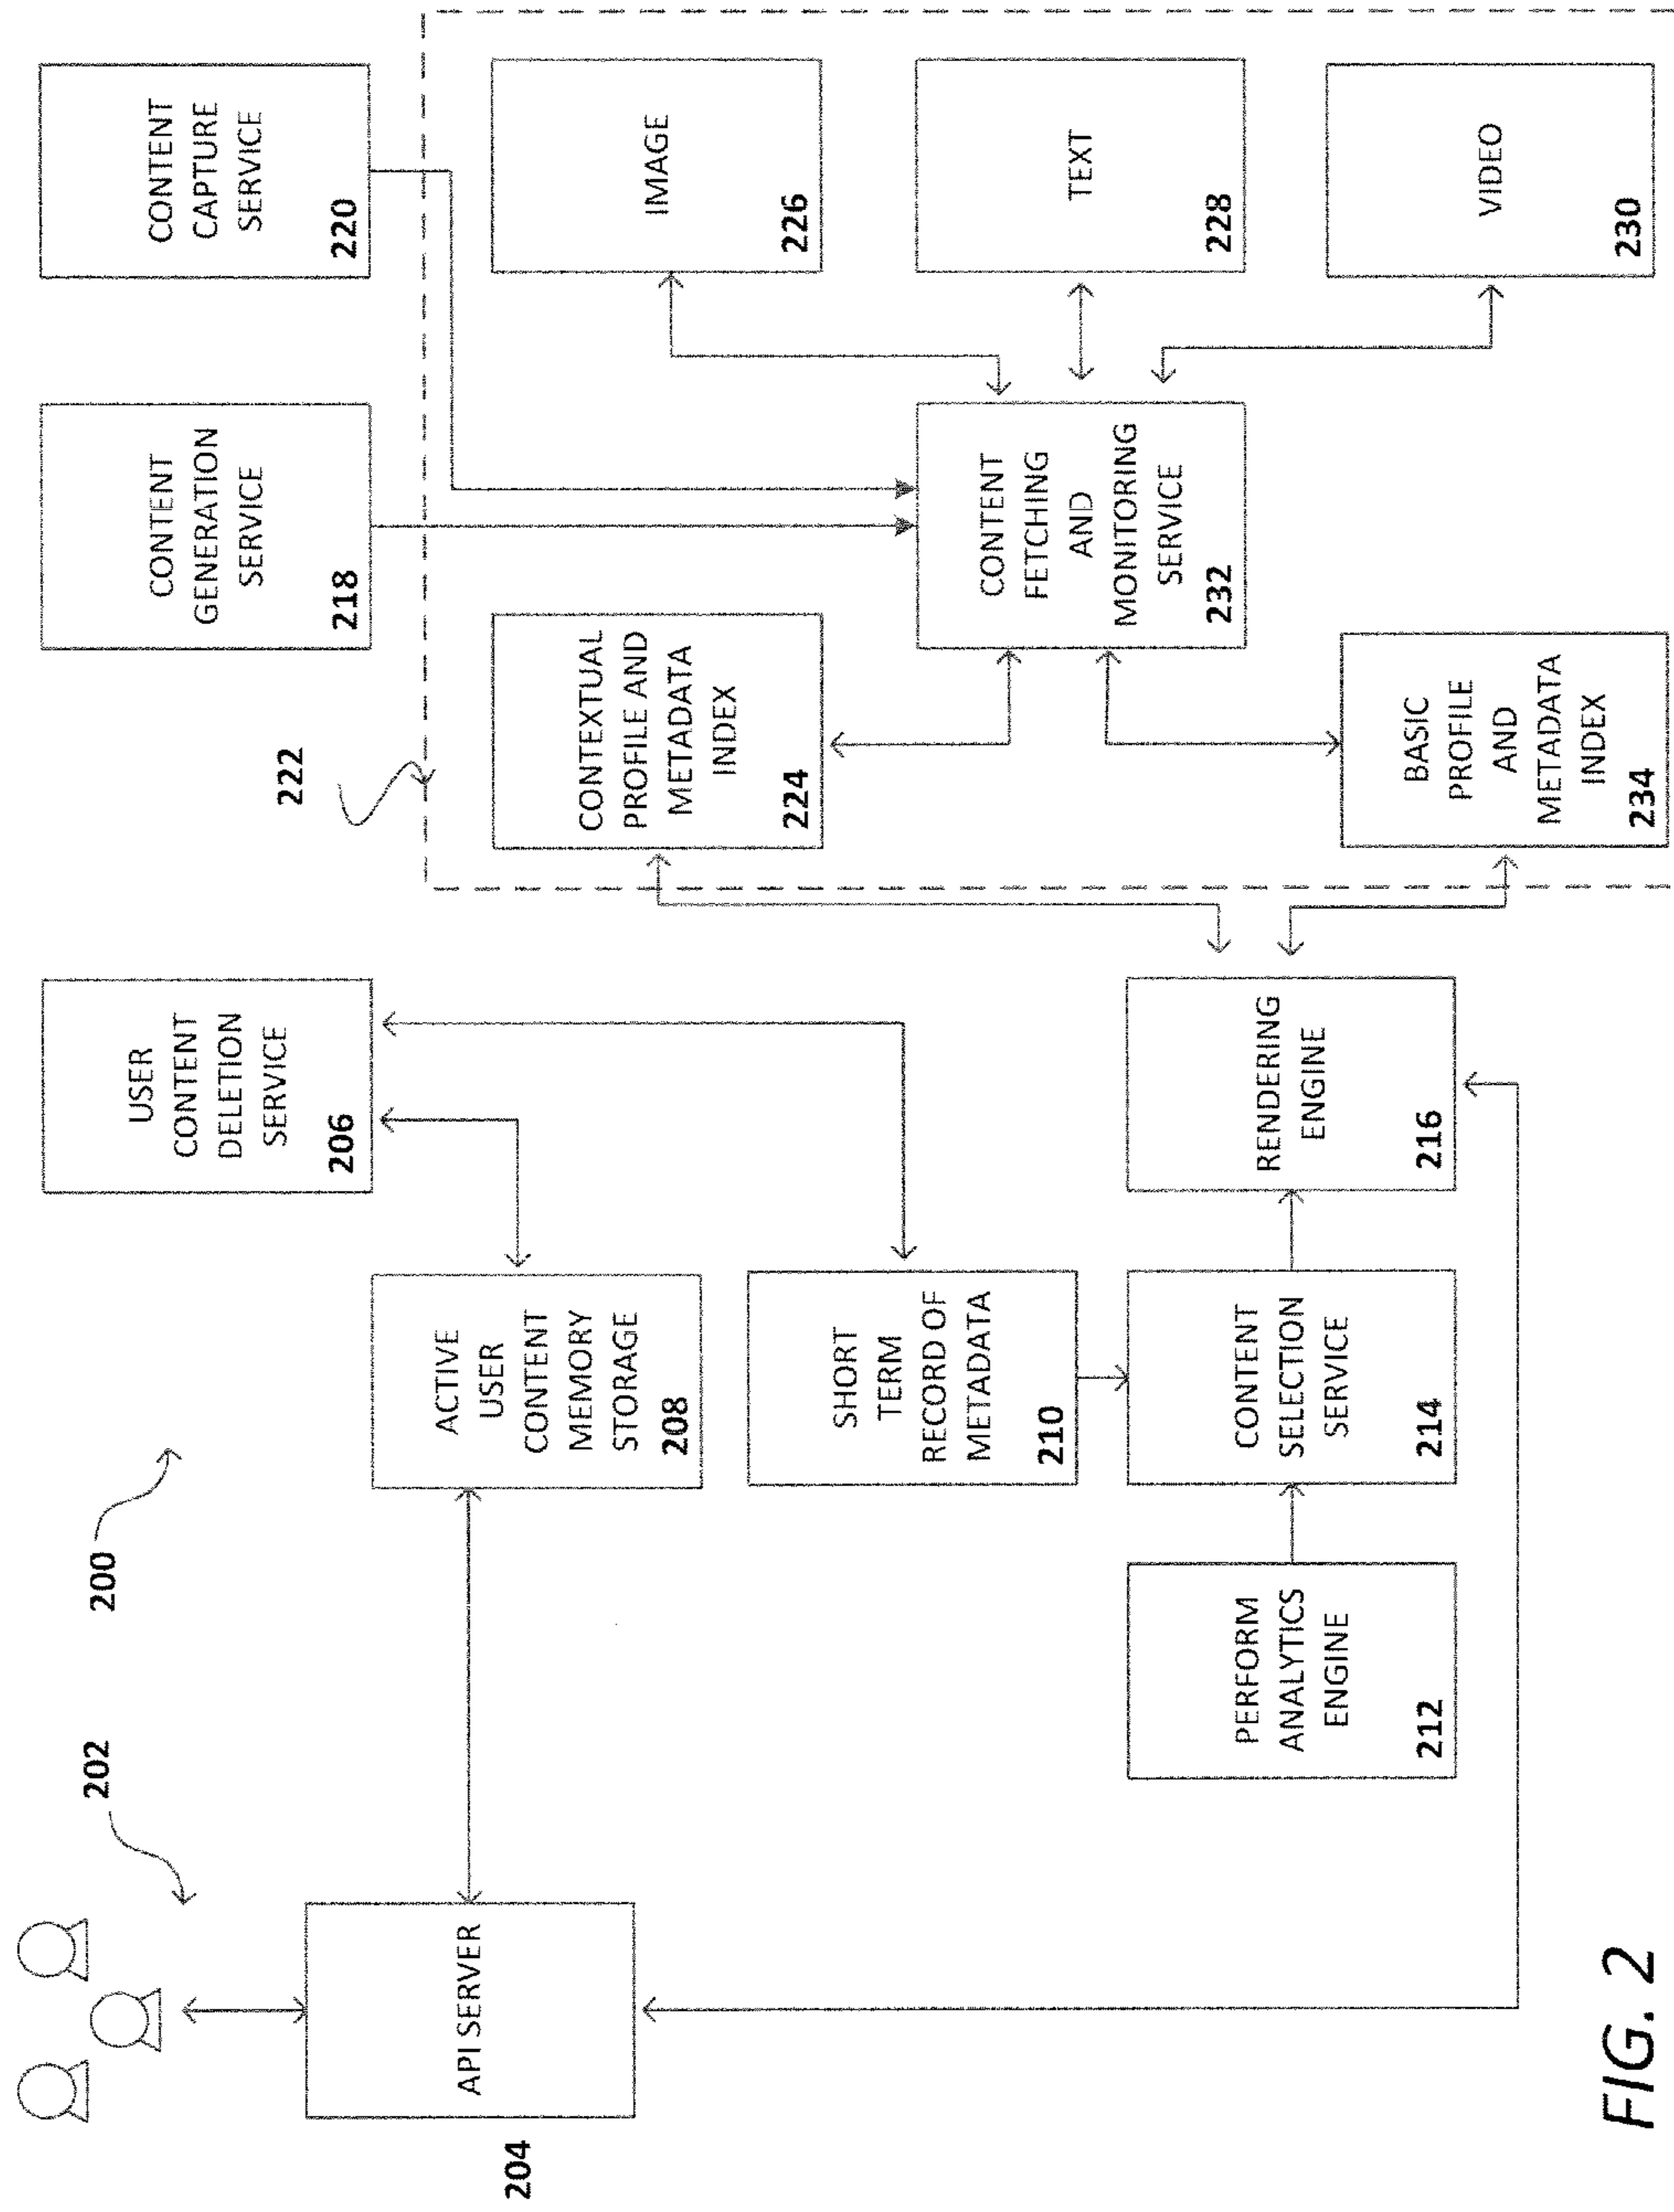 200
202
204
API SERVER
USER
CONTENT
DELETION
SERVICE
206
ACTIVE
USER
CONTENT
MEMORY
STORAGE
208
SHORT
TERM
RECORD OF
METADATA
210
PERFORM
ANALYTICS
ENGINE
212
CONTENT
SELECTION
SERVICE
214
RENDERING
ENGINE
216
CONTENT
GENERATION
SERVICE
218
CONTENT
CAPTURE
SERVICE
220
222
CONTEXTUAL
PROFILE AND
METADATA
INDEX
224
IMAGE
226
TEXT
228
VIDEO
230
CONTENT
FETCHING
AND
MONITORING
SERVICE
232
BASIC
PROFILE
AND
METADATA
INDEX
234
FIG. 2